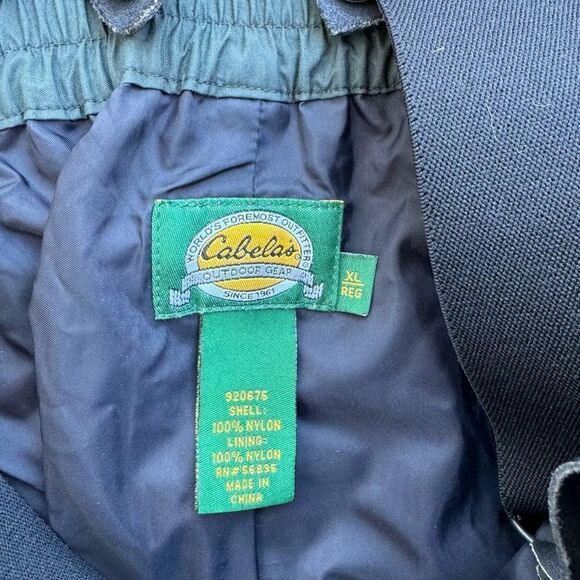 WORLD'S FOREMOST OUTFITTER
Cabela's
OUTDOOR GEAR
SINCE 1961
XL
REG
920675
SHELL:
100% NYLON
LINING:
100% NYLON
RN# 56835
MADE IN
CHINA